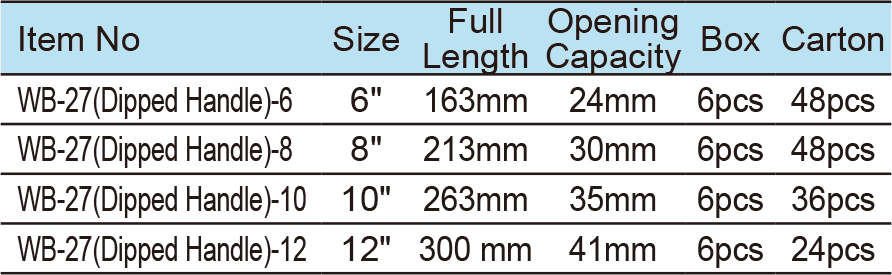 Item No Size Full Length Opening Capacity Box Carton
WB-27(Dipped Handle)-6 6" 163mm 24mm 6pcs 48pcs
WB-27(Dipped Handle)-8 8" 213mm 30mm 6pcs 48pcs
WB-27(Dipped Handle)-10 10" 263mm 35mm 6pcs 36pcs
WB-27(Dipped Handle)-12 12" 300 mm 41mm 6pcs 24pcs